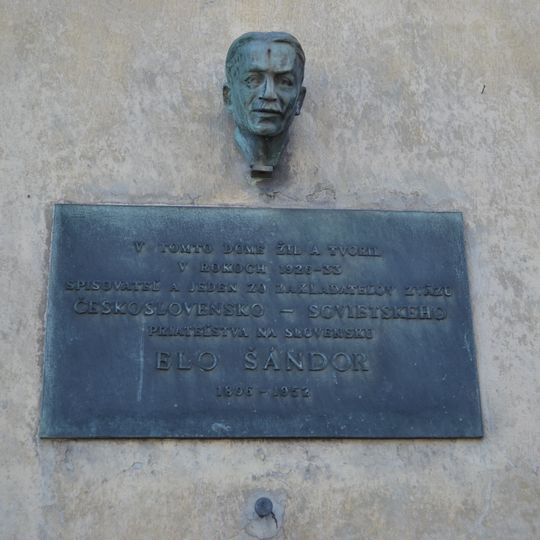 V TOMTO DOME ŽIL A TVORIL
V ROKOCH 1928-33
SPISOVATEĽ A JEDEN ZO ZAKLADATEĽOV ZVÄZU
ČESKOSLOVENSKO – SOVIETSKEHO
PRIATEĽSTVA NA SLOVENSKU
ELO ŠÁNDOR
1896-1952